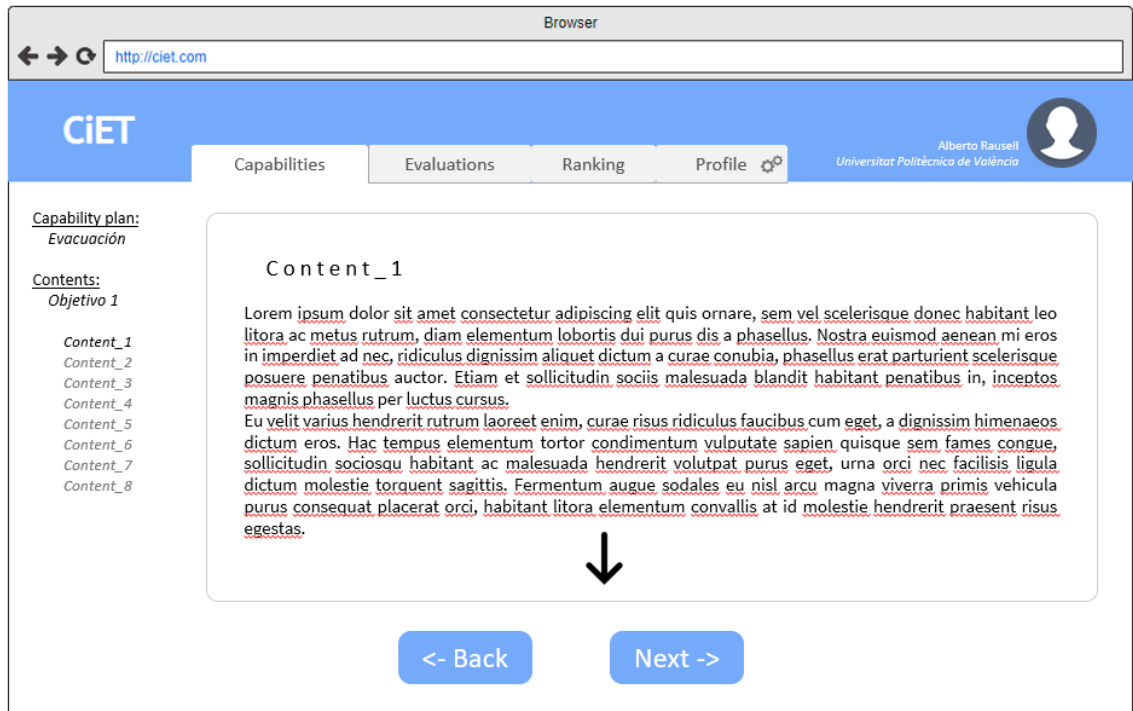 Browser
http://ciet.com
CiET
Alberto Rausell
Universitat Politècnica de València
Capabilities
Evaluations
Ranking
Profile
Capability plan:
Evacuación
Contents:
Objetivo 1
Content_1
Content_2
Content_3
Content_4
Content_5
Content_6
Content_7
Content_8
Content_1
Lorem ipsum dolor sit amet consectetur adipiscing elit quis ornare, sem vel scelerisque donec habitant leo
litora ac metus rutrum, diam elementum lobortis dui purus dis a phasellus. Nostra euismod aenean mi eros
in imperdiet ad nec, ridiculus dignissim aliquet dictum a curae conubia, phasellus erat parturient scelerisque
posuere penatibus auctor. Etiam et sollicitudin sociis malesuada blandit habitant penatibus in, inceptos
magnis phasellus per luctus cursus.
Eu velit varius hendrerit rutrum laoreet enim, curae risus ridiculus faucibus cum eget, a dignissim himenaeos
dictum eros. Hac tempus elementum tortor condimentum vulputate sapien quisque sem fames congue,
sollicitudin sociosqu habitant ac malesuada hendrerit volutpat purus eget, urna orci nec facilisis ligula
dictum molestie torquent sagittis. Fermentum augue sodales eu nisl arcu magna viverra primis vehicula
purus consequat placerat orci, habitant litora elementum convallis at id molestie hendrerit praesent risus
egestas.
<- Back
Next ->